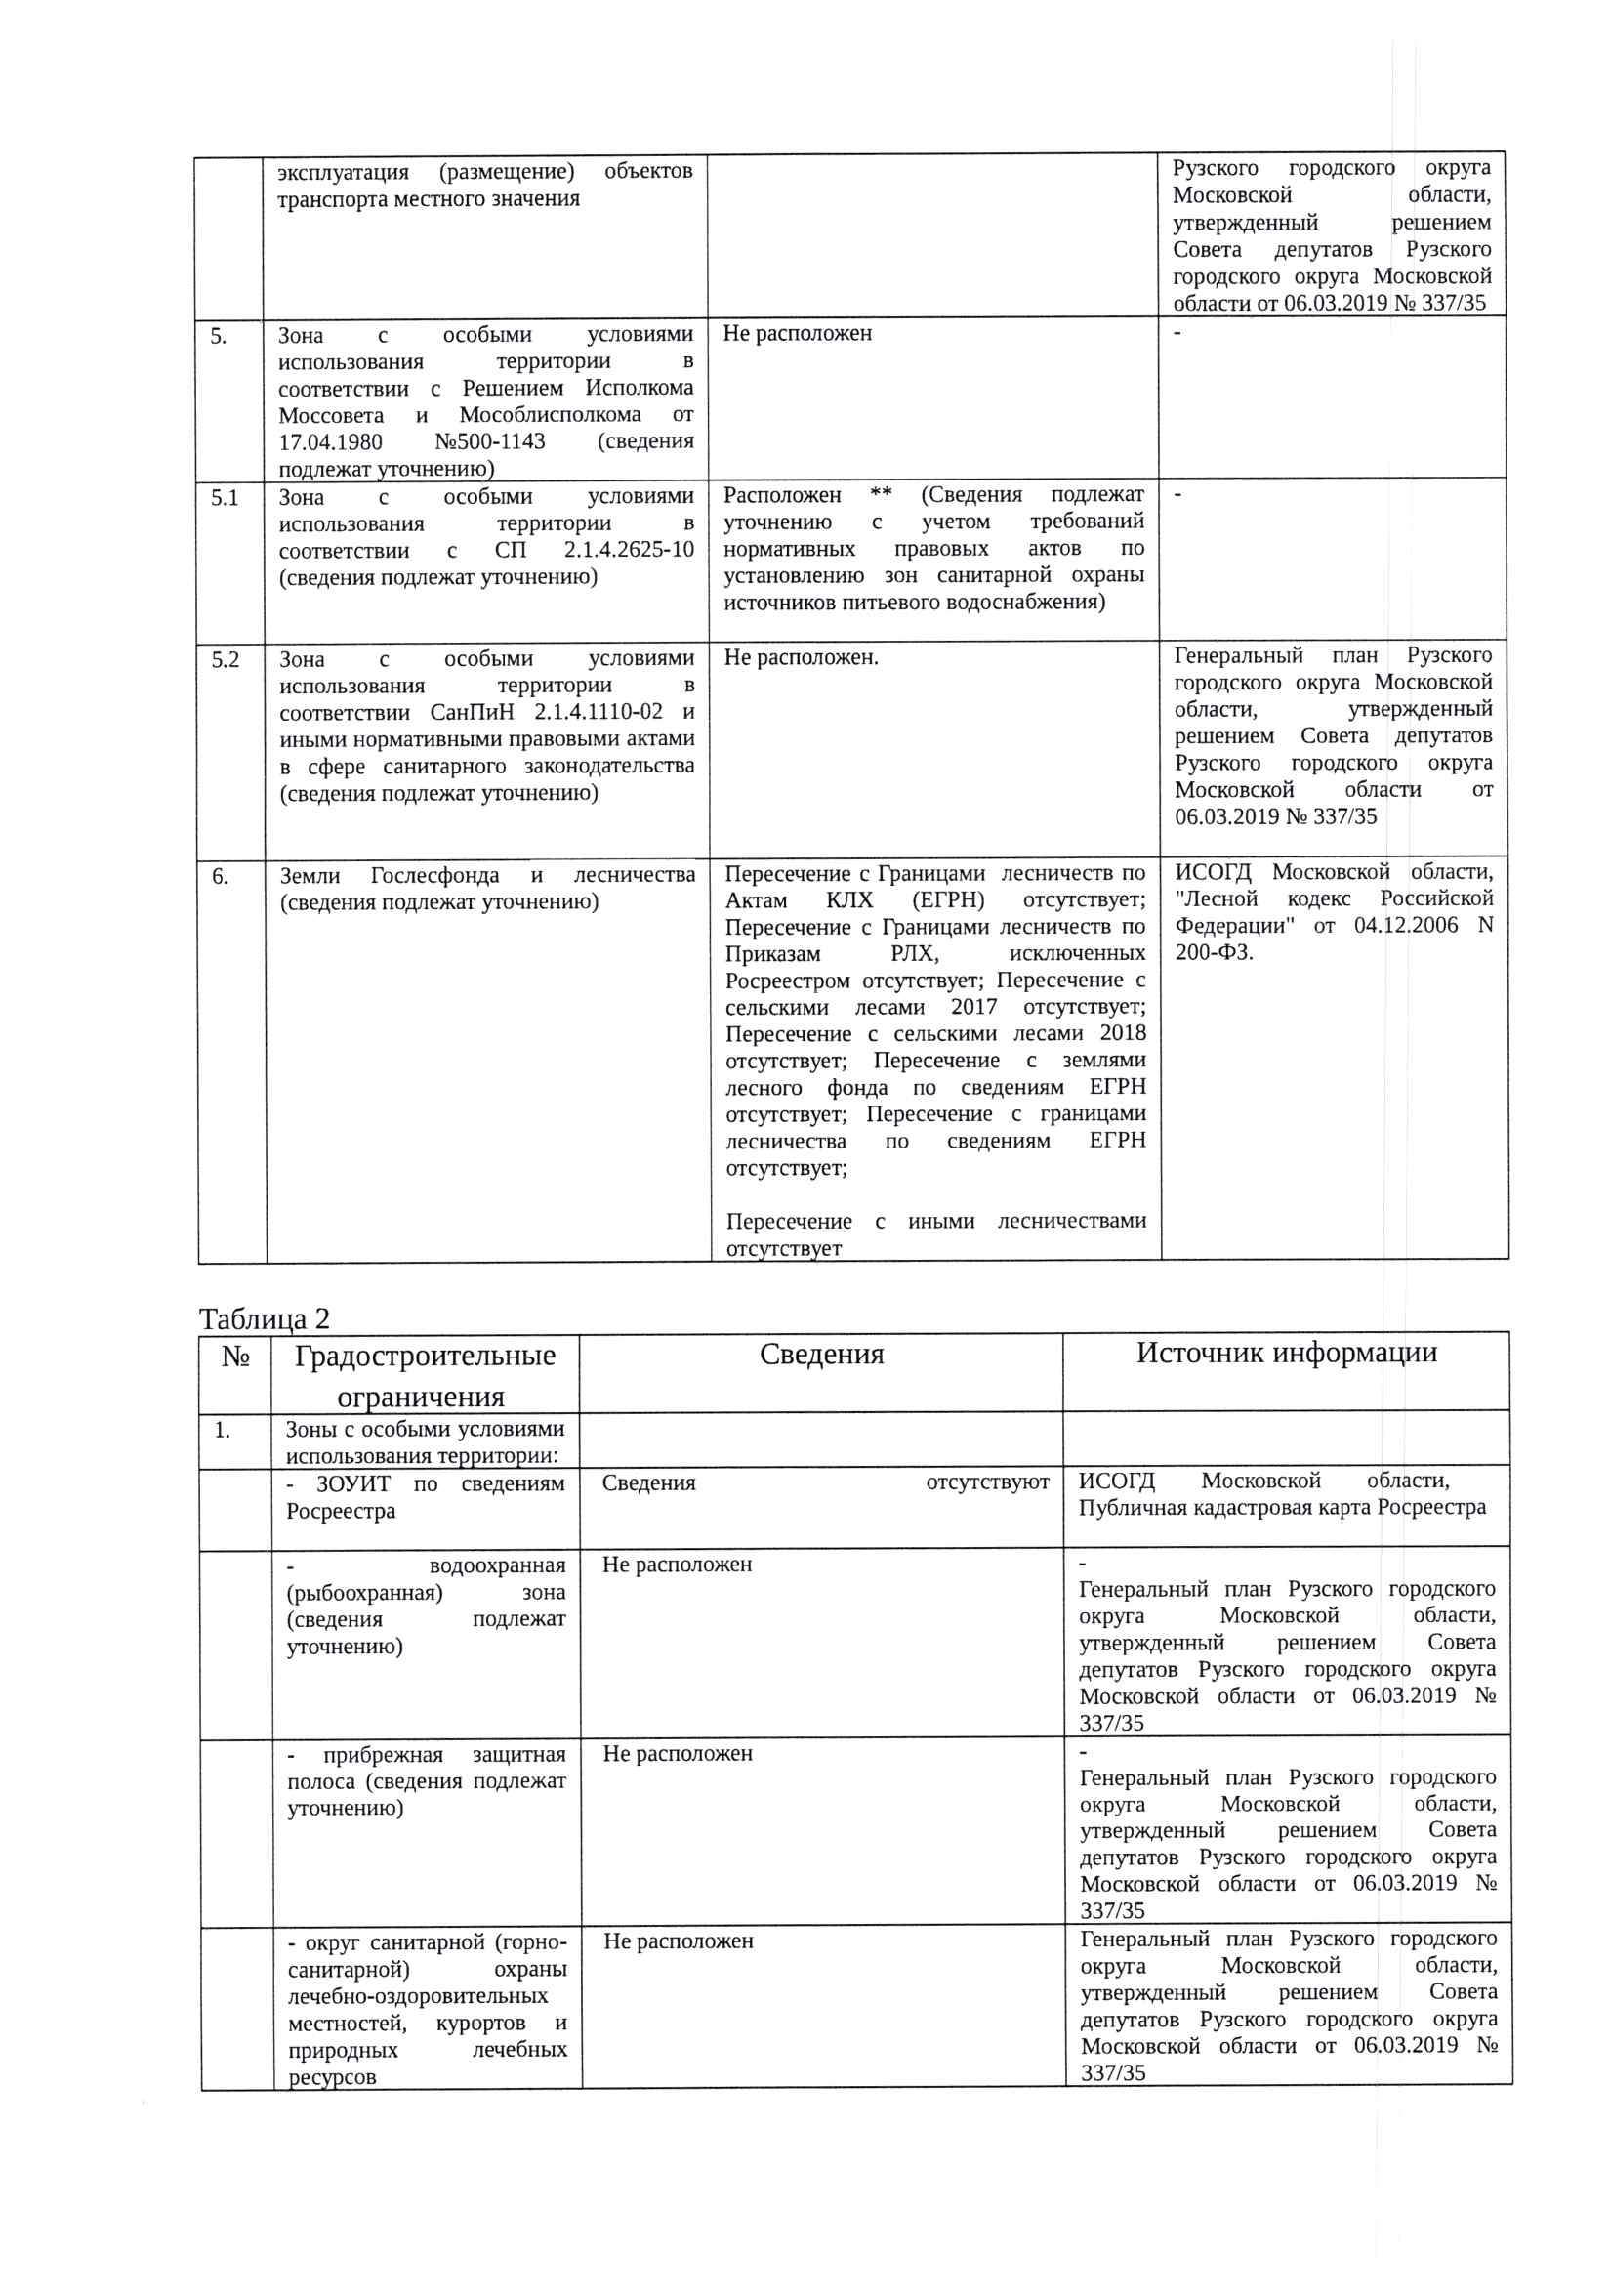 эксплуатация (размещение) объектов
транспорта местного значения
Рузского городского округа
Московской области,
утвержденный решением
Совета депутатов Рузского
городского округа Московской
области от 06.03.2019 № 337/35
5.
Зона с особыми условиями
использования территории в
соответствии с Решением Исполкома
Моссовета и Мособлисполкома от
17.04.1980 №500-1143 (сведения
подлежат уточнению)
Не расположен
-
5.1
Зона с особыми условиями
использования территории в
соответствии с СП 2.1.4.2625-10
(сведения подлежат уточнению)
Расположен ** (Сведения подлежат
уточнению с учетом требований
нормативных правовых актов по
установлению зон санитарной охраны
источников питьевого водоснабжения)
-
5.2
Зона с особыми условиями
использования территории в
соответствии СанПиН 2.1.4.1110-02 и
иными нормативными правовыми актами
в сфере санитарного законодательства
(сведения подлежат уточнению)
Не расположен.
Генеральный план Рузского
городского округа Московской
области, утвержденный
решением Совета депутатов
Рузского городского округа
Московской области от
06.03.2019 № 337/35
6.
Земли Гослесфонда и лесничества
(сведения подлежат уточнению)
Пересечение с Границами лесничеств по
Актам КЛХ (ЕГРН) отсутствует;
Пересечение с Границами лесничеств по
Приказам РЛХ, исключенных
Росреестром отсутствует; Пересечение с
сельскими лесами 2017 отсутствует;
Пересечение с сельскими лесами 2018
отсутствует; Пересечение с землями
лесного фонда по сведениям ЕГРН
отсутствует; Пересечение с границами
лесничества по сведениям ЕГРН
отсутствует;
Пересечение с иными лесничествами
отсутствует
ИСОГД Московской области,
"Лесной кодекс Российской
Федерации" от 04.12.2006 N
200-ФЗ.
Таблица 2
№
Градостроительные
ограничения
Сведения
Источник информации
1.
Зоны с особыми условиями
использования территории:
- ЗОУИТ по сведениям
Росреестра
Сведения отсутствуют
ИСОГД Московской области,
Публичная кадастровая карта Росреестра
- водоохранная
(рыбоохранная) зона
(сведения подлежат
уточнению)
Не расположен
-
Генеральный план Рузского городского
округа Московской области,
утвержденный решением Совета
депутатов Рузского городского округа
Московской области от 06.03.2019 №
337/35
- прибрежная защитная
полоса (сведения подлежат
уточнению)
Не расположен
-
Генеральный план Рузского городского
округа Московской области,
утвержденный решением Совета
депутатов Рузского городского округа
Московской области от 06.03.2019 №
337/35
- округ санитарной (горно-
санитарной) охраны
лечебно-оздоровительных
местностей, курортов и
природных лечебных
ресурсов
Не расположен
Генеральный план Рузского городского
округа Московской области,
утвержденный решением Совета
депутатов Рузского городского округа
Московской области от 06.03.2019 №
337/35